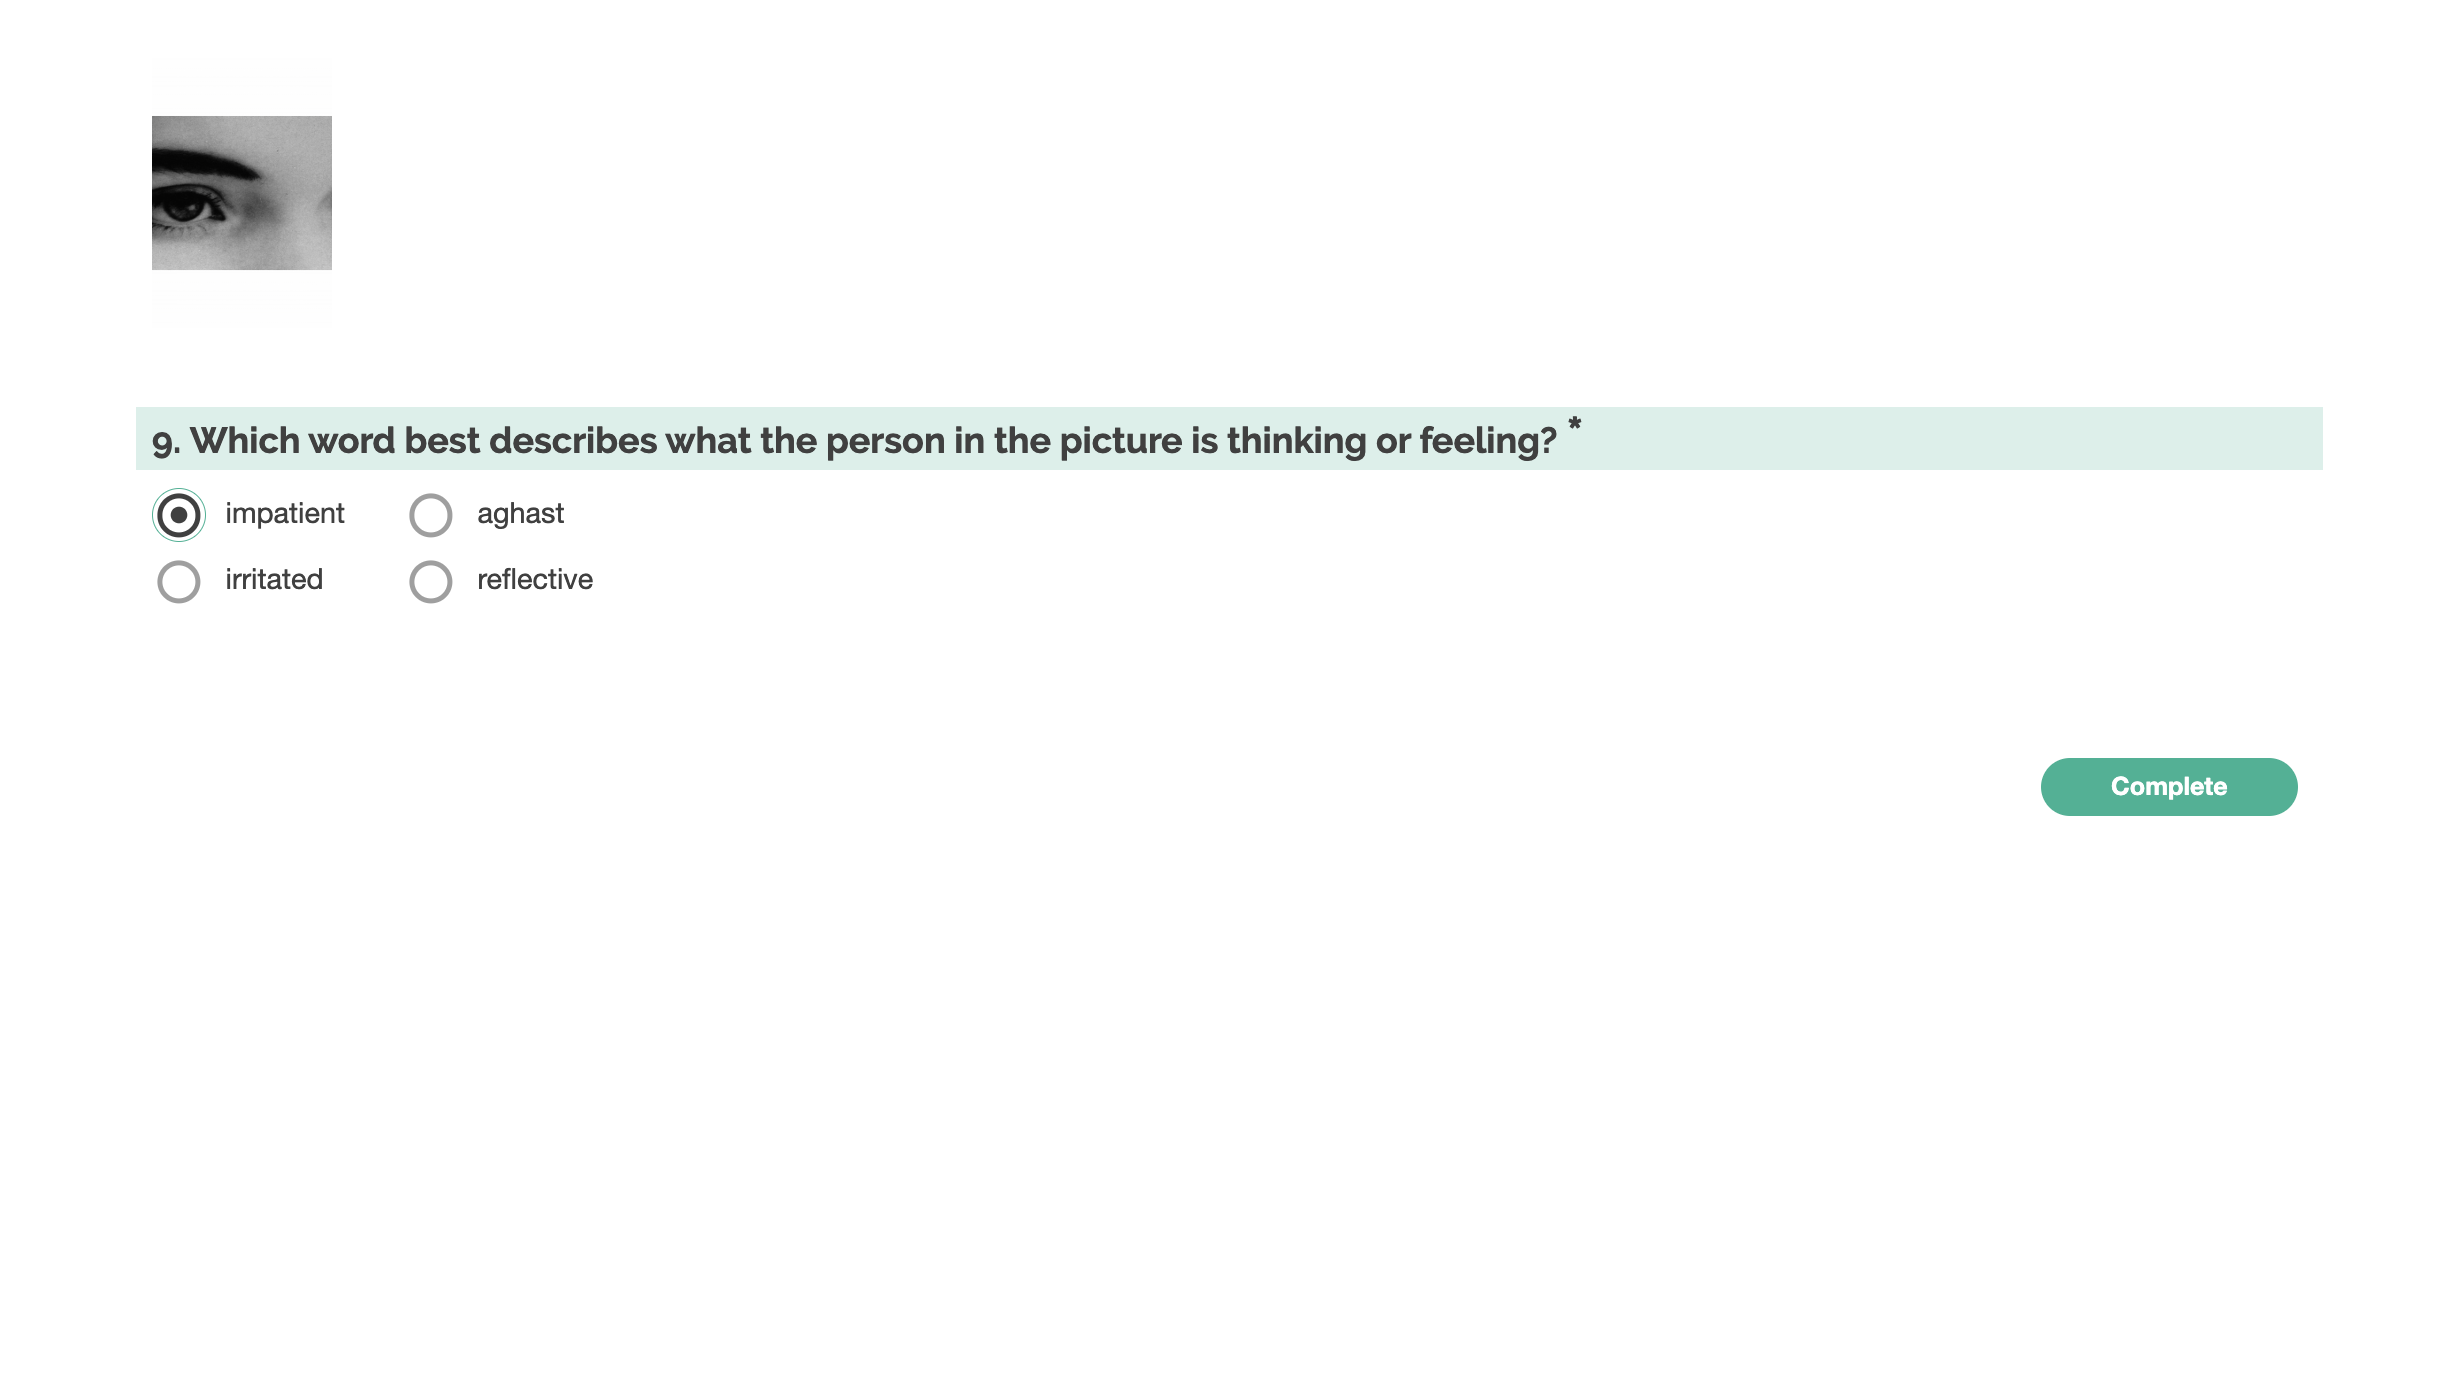 9. Which word best describes what the person in the picture is thinking or feeling? *
impatient
aghast
irritated
reflective
Complete